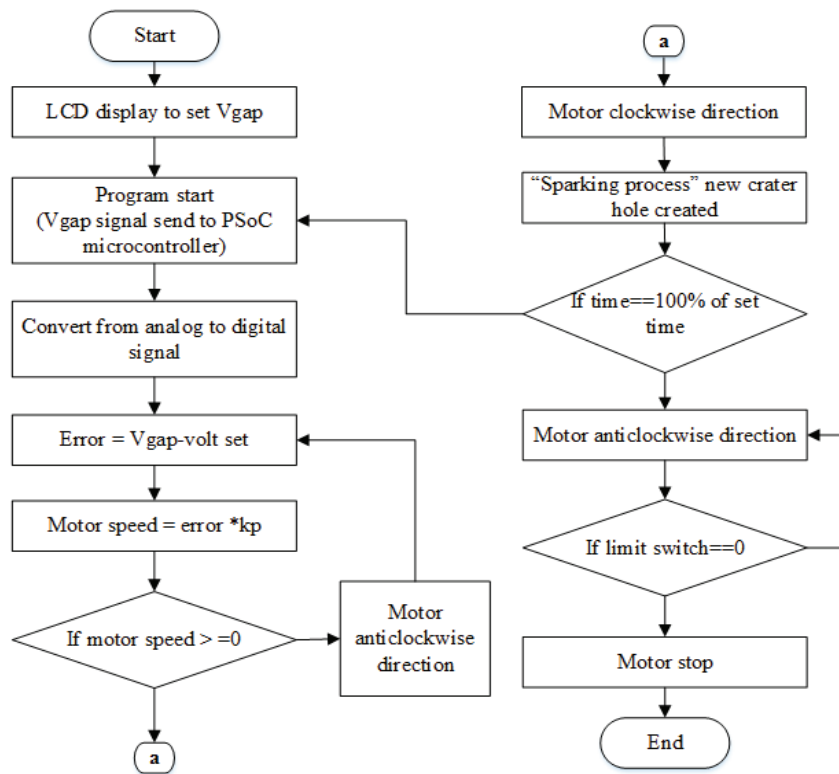 Start
LCD display to set Vgap
Program start
(Vgap signal send to PSoC
microcontroller)
Convert from analog to digital
signal
Error = Vgap-volt set
Motor speed = error *kp
If motor speed > =0
Motor
anticlockwise
direction
a
a
Motor clockwise direction
“Sparking process” new crater
hole created
If time==100% of set
time
Motor anticlockwise direction
If limit switch==0
Motor stop
End